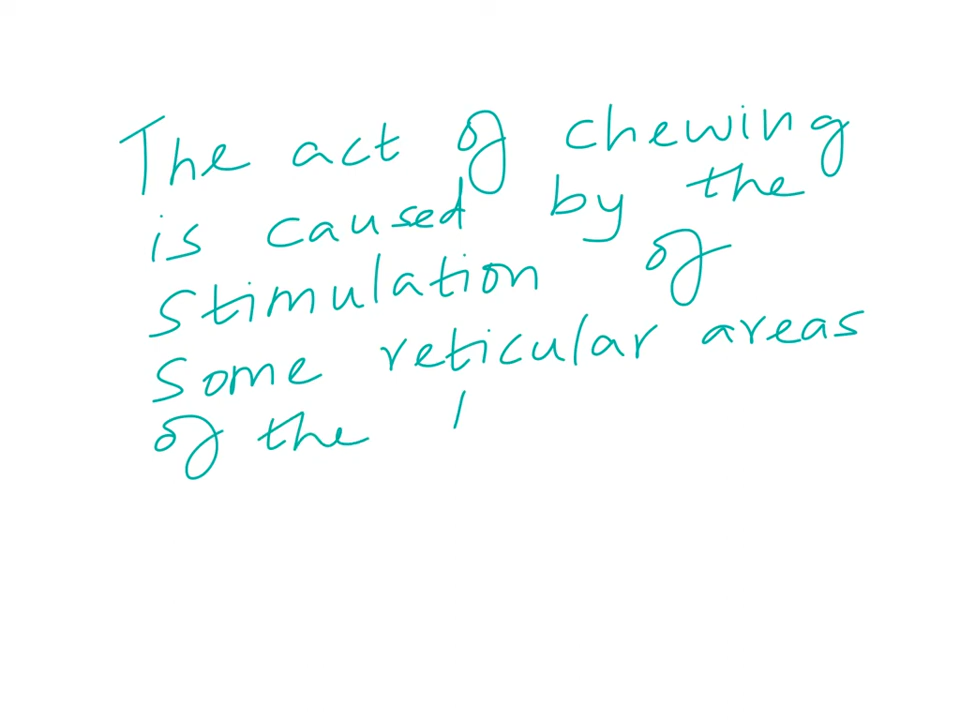 The act of chewing
is caused by the
stimulation of
some reticular areas
of the